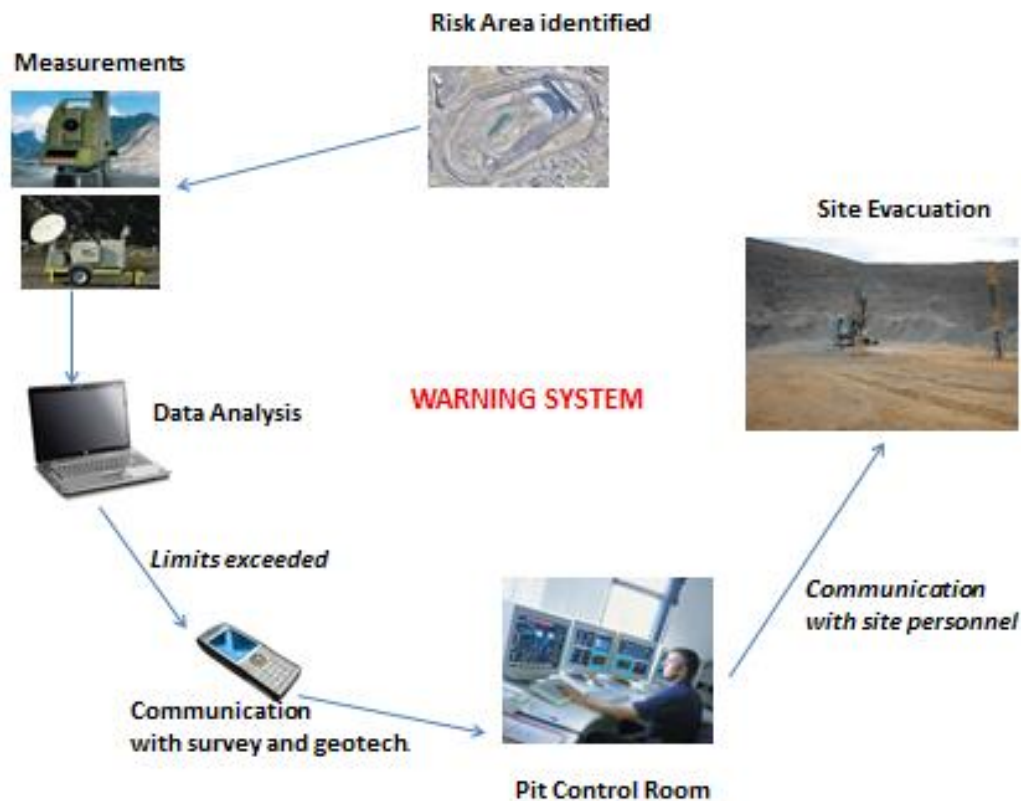 Risk Area identified
Measurements
Site Evacuation
Data Analysis
WARNING SYSTEM
Limits exceeded
Communication
with site personnel
Communication
with survey and geotech.
Pit Control Room